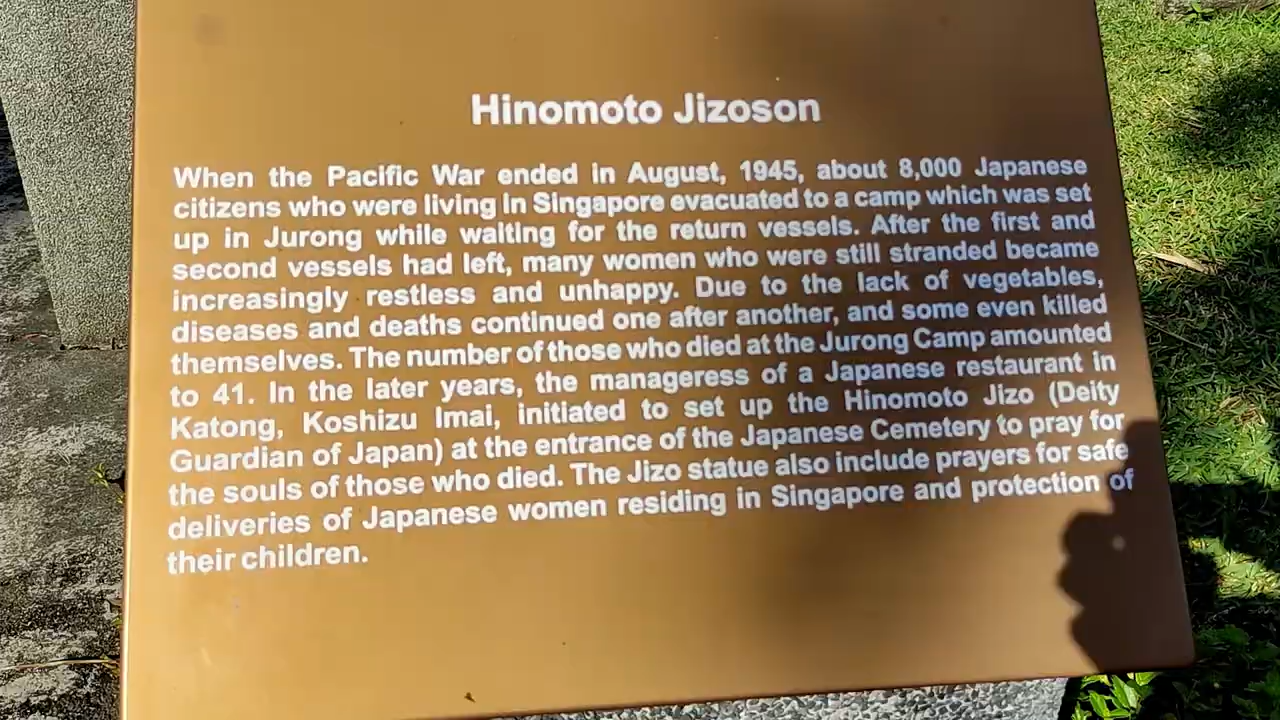 Hinomoto Jizoson
When the Pacific War ended in August, 1945, about 8,000 Japanese
citizens who were living in Singapore evacuated to a camp which was set
up in Jurong while waiting for the return vessels. After the first and
second vessels had left, many women who were still stranded became
increasingly restless and unhappy. Due to the lack of vegetables,
diseases and deaths continued one after another, and some even killed
themselves. The number of those who died at the Jurong Camp amounted
to 41. In the later years, the manageress of a Japanese restaurant in
Katong, Koshizu Imai, initiated to set up the Hinomoto Jizo (Deity
Guardian of Japan) at the entrance of the Japanese Cemetery to pray for
the souls of those who died. The Jizo statue also include prayers for safe
deliveries of Japanese women residing in Singapore and protection of
their children.